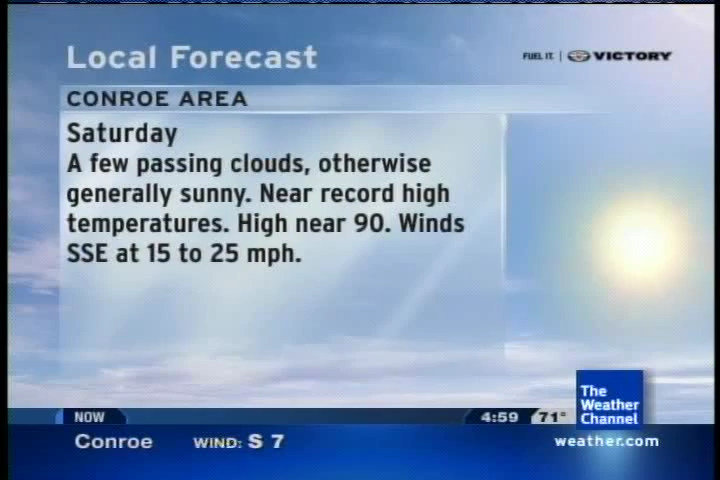 Local Forecast
FUEL IT. | VICTORY
CONROE AREA
Saturday
A few passing clouds, otherwise
generally sunny. Near record high
temperatures. High near 90. Winds
SSE at 15 to 25 mph.
The
Weather
Channel
NOW
4:59 71°
Conroe WIND: S 7
weather.com